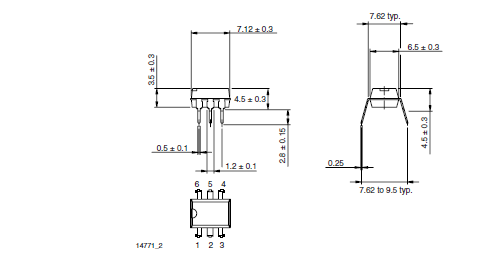 7.62 typ.
7.12 ± 0.3
6.5 ± 0.3
3.5 ± 0.3
4.5 ± 0.3
4.5 ± 0.3
2.8 ± 0.15
0.5 ± 0.1
1.2 ± 0.1
0.25
7.62 to 9.5 typ.
6 5 4
1 2 3
14771_2